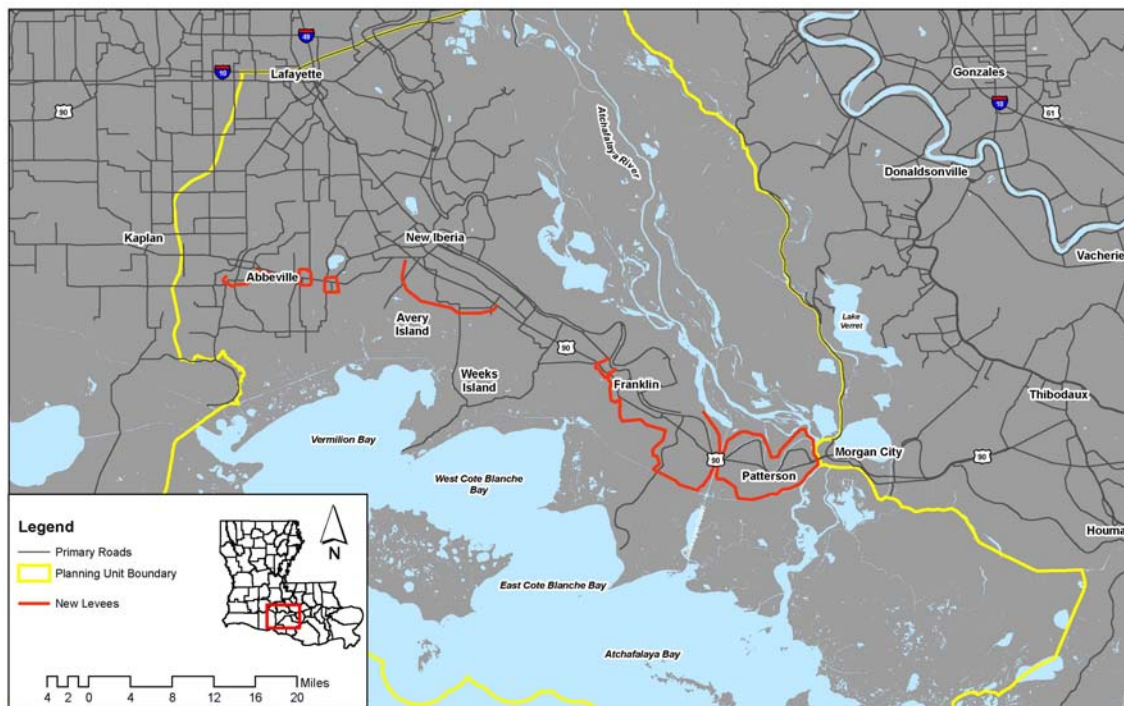 49
10
Lafayette
90
Gonzales
10
61
Atchafalaya River
Donaldsonville
Kaplan
New Iberia
Vacherie
Abbeville
Avery
Island
Lake
Verret
90
Weeks
Island
Franklin
Thibodaux
Vermilion Bay
Morgan City
90
90
West Cote Blanche
Bay
Patterson
Houma
East Cote Blanche Bay
Atchafalaya Bay
Legend
Primary Roads
Planning Unit Boundary
New Levees
N
Miles
4 2 0 4 8 12 16 20